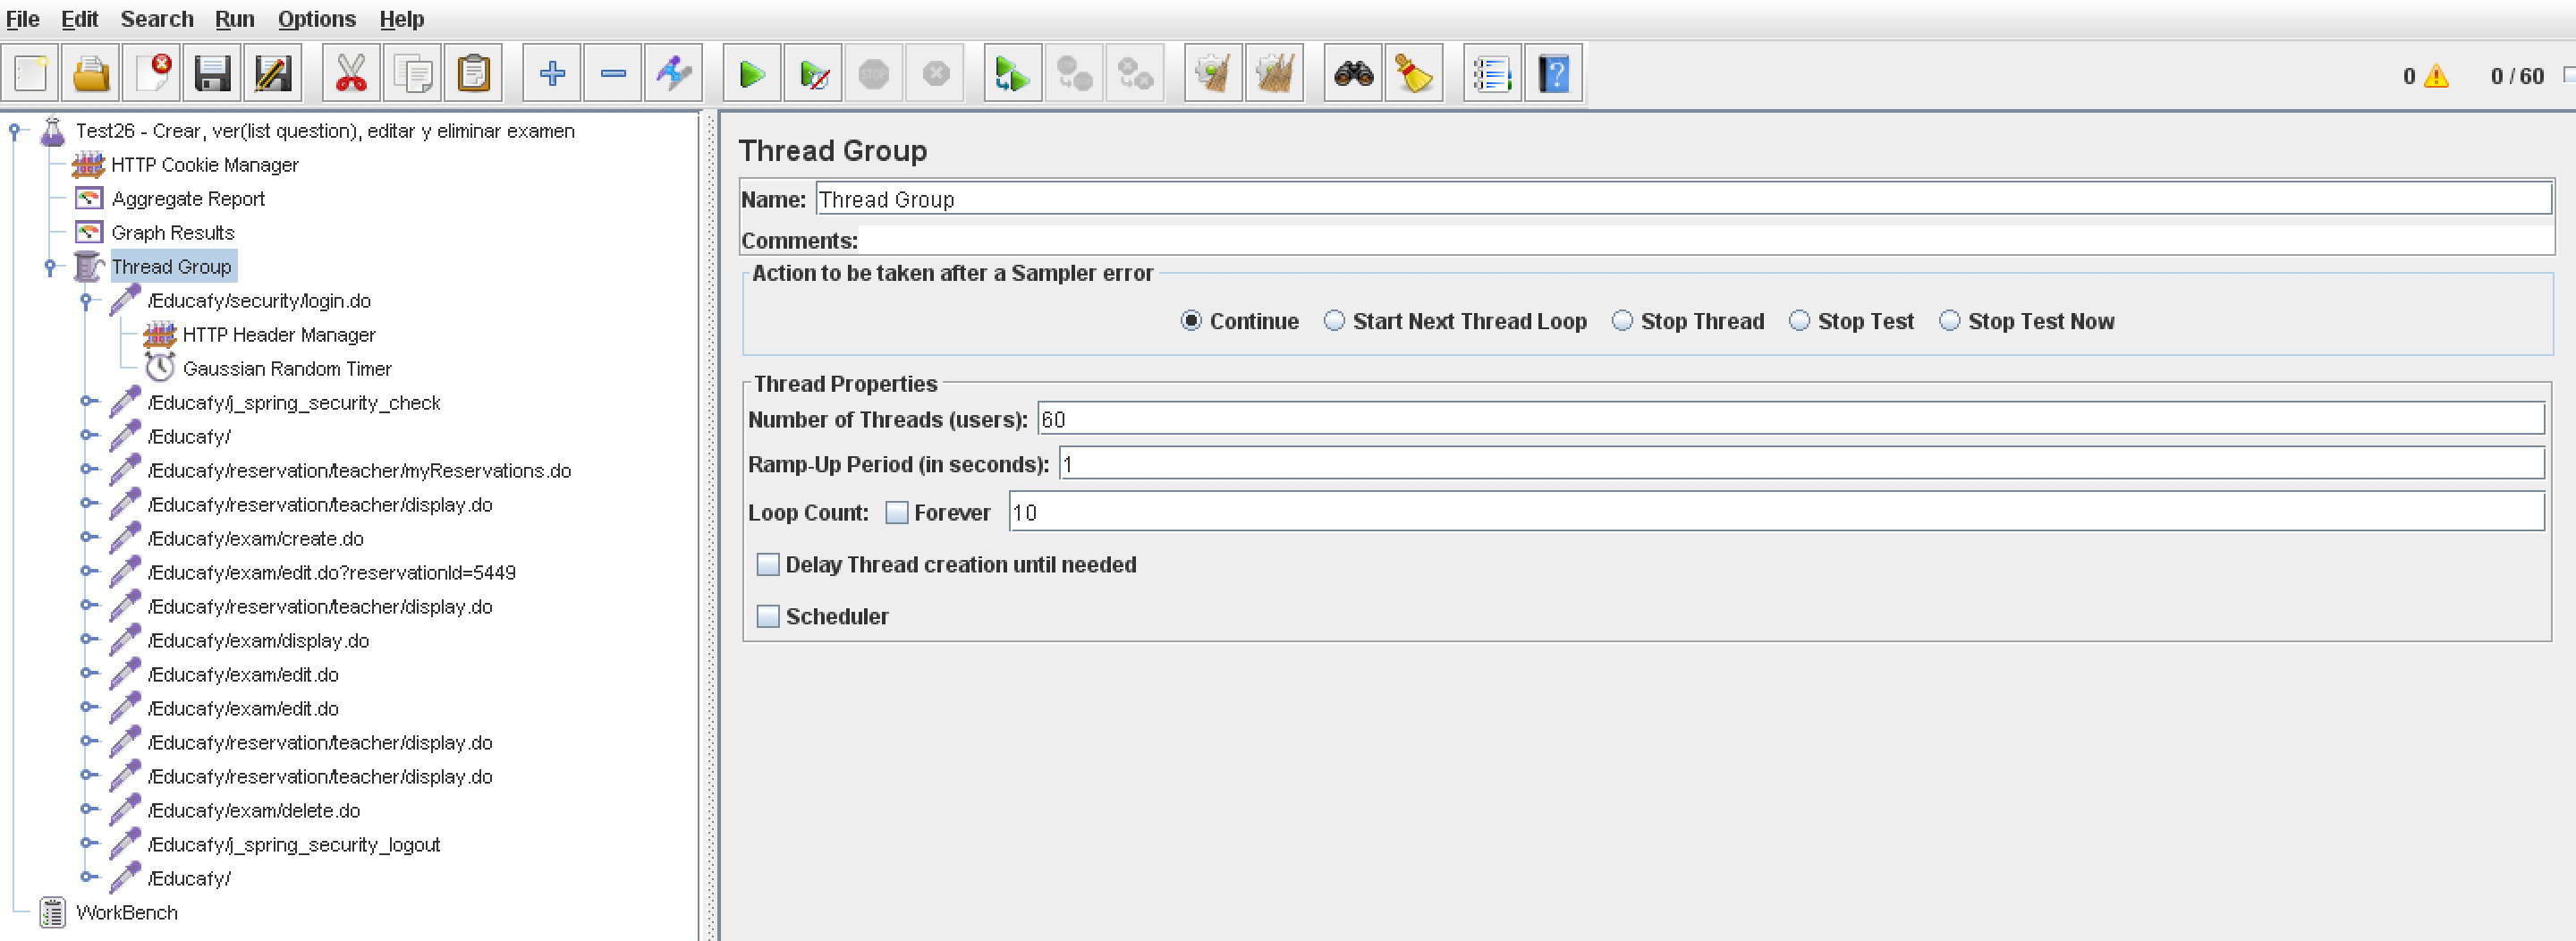 File Edit Search Run Options Help
STOP
0
0 / 60
Test26 - Crear, ver(list question), editar y eliminar examen
HTTP Cookie Manager
Aggregate Report
Graph Results
Thread Group
/Educafy/security/login.do
HTTP Header Manager
Gaussian Random Timer
/Educafy/j_spring_security_check
/Educafy/
/Educafy/reservation/teacher/myReservations.do
/Educafy/reservation/teacher/display.do
/Educafy/exam/create.do
/Educafy/exam/edit.do?reservationId=5449
/Educafy/reservation/teacher/display.do
/Educafy/exam/display.do
/Educafy/exam/edit.do
/Educafy/exam/edit.do
/Educafy/reservation/teacher/display.do
/Educafy/reservation/teacher/display.do
/Educafy/exam/delete.do
/Educafy/j_spring_security_logout
/Educafy/
WorkBench
Thread Group
Name: Thread Group
Comments:
Action to be taken after a Sampler error
Continue Start Next Thread Loop Stop Thread Stop Test Stop Test Now
Thread Properties
Number of Threads (users): 60
Ramp-Up Period (in seconds): 1
Loop Count: Forever 10
Delay Thread creation until needed
Scheduler